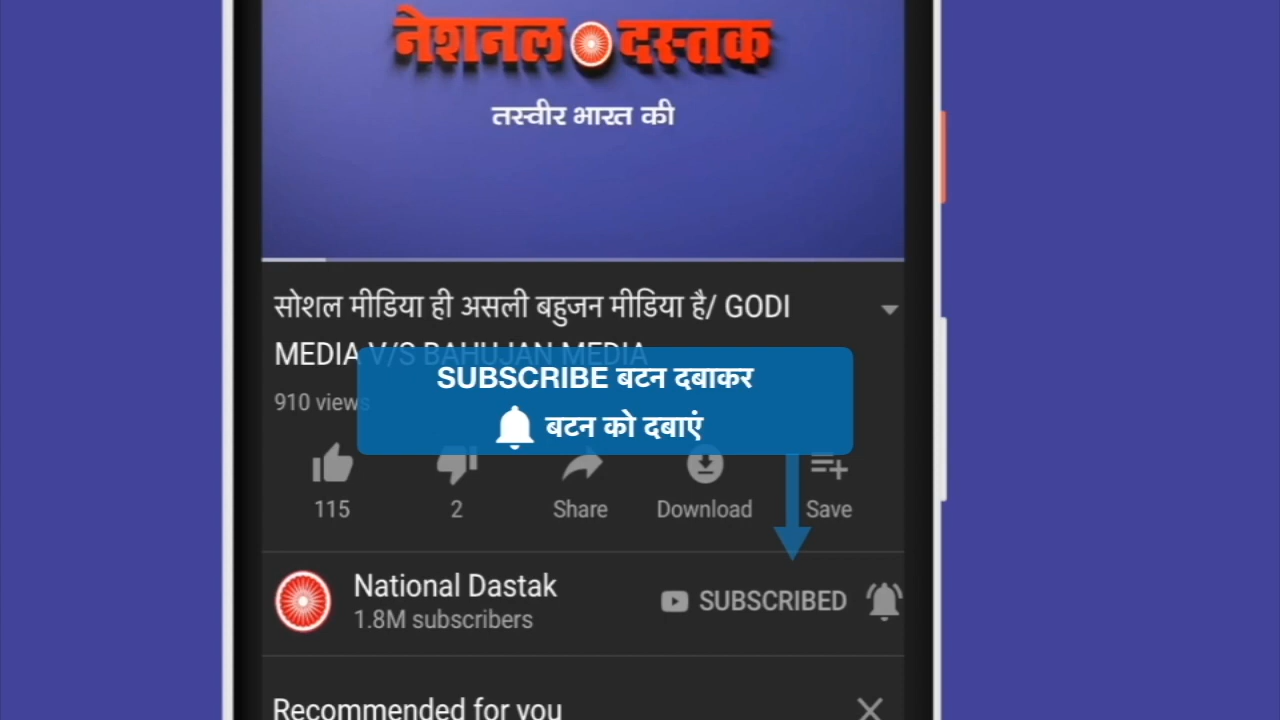 नेशनल दस्तक
तस्वीर भारत की
सोशल मीडिया ही असली बहुजन मीडिया है/ GODI
MEDIA V/S BAHUJAN MEDIA
910 views
SUBSCRIBE बटन दबाकर
बटन को दबाएं
115
2
Share
Download
Save
National Dastak
1.8M subscribers
SUBSCRIBED
Recommended for you